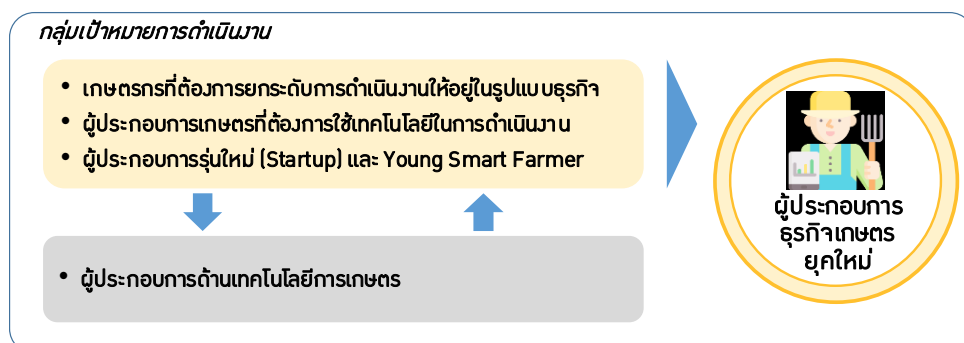 กลุ่มเป้าหมายการดำเนินงาน
• เกษตรกรที่ต้องการยกระดับการดำเนินงานให้อยู่ในรูปแบบธุรกิจ
• ผู้ประกอบการเกษตรที่ต้องการใช้เทคโนโลยีในการดำเนินงาน
• ผู้ประกอบการรุ่นใหม่ (Startup) และ Young Smart Farmer
• ผู้ประกอบการด้านเทคโนโลยีการเกษตร
ผู้ประกอบการ
ธุรกิจเกษตร
ยุคใหม่